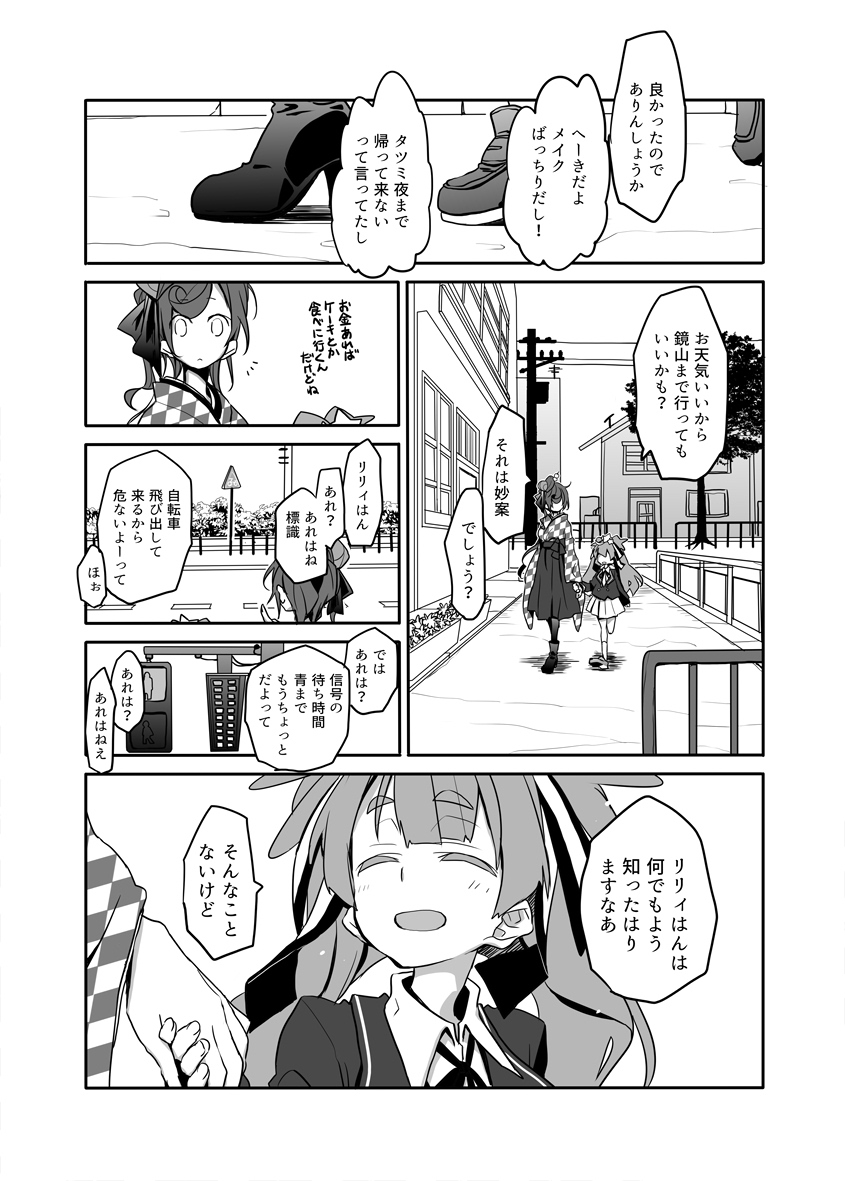 良かったので
ありんしょうか
へーきだよ
メイク
ばっちりだし！
タツミ夜まで
帰って来ない
って言ってたし
お天気いいから
鏡山まで行っても
いいかも？
それは妙案
でしょう？
お金あれば
ケーキとか
食べに行くん
だけどね
リリィはん
あれ？
あれはね
標識
自転車
飛び出して
来るから
危ないよーって
ほぉ
では
あれは？
信号の
待ち時間
青まで
もうちょっと
だよって
あれは？
あれはねえ
リリィはんは
何でもよう
知ったはり
ますなあ
そんなこと
ないけど